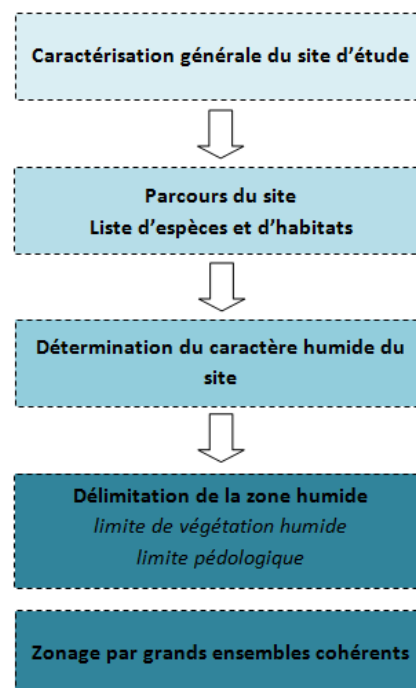 Caractérisation générale du site d'étude
Parcours du site
Liste d'espèces et d'habitats
Détermination du caractère humide du
site
Délimitation de la zone humide
limite de végétation humide
limite pédologique
Zonage par grands ensembles cohérents